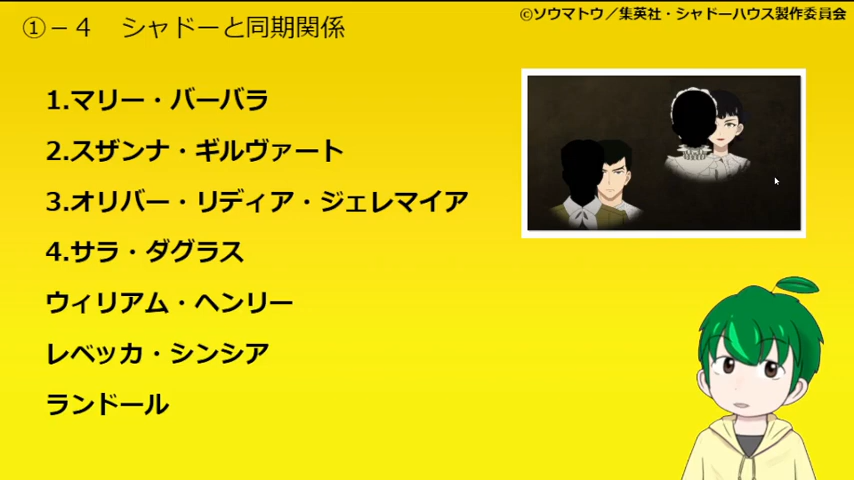 ①－４　シャドーと同期関係
©ソウマトウ／集英社・シャドーハウス製作委員会
1.マリー・バーバラ
2.スザンナ・ギルヴァート
3.オリバー・リディア・ジェレマイア
4.サラ・ダグラス
ウィリアム・ヘンリー
レベッカ・シンシア
ランドール